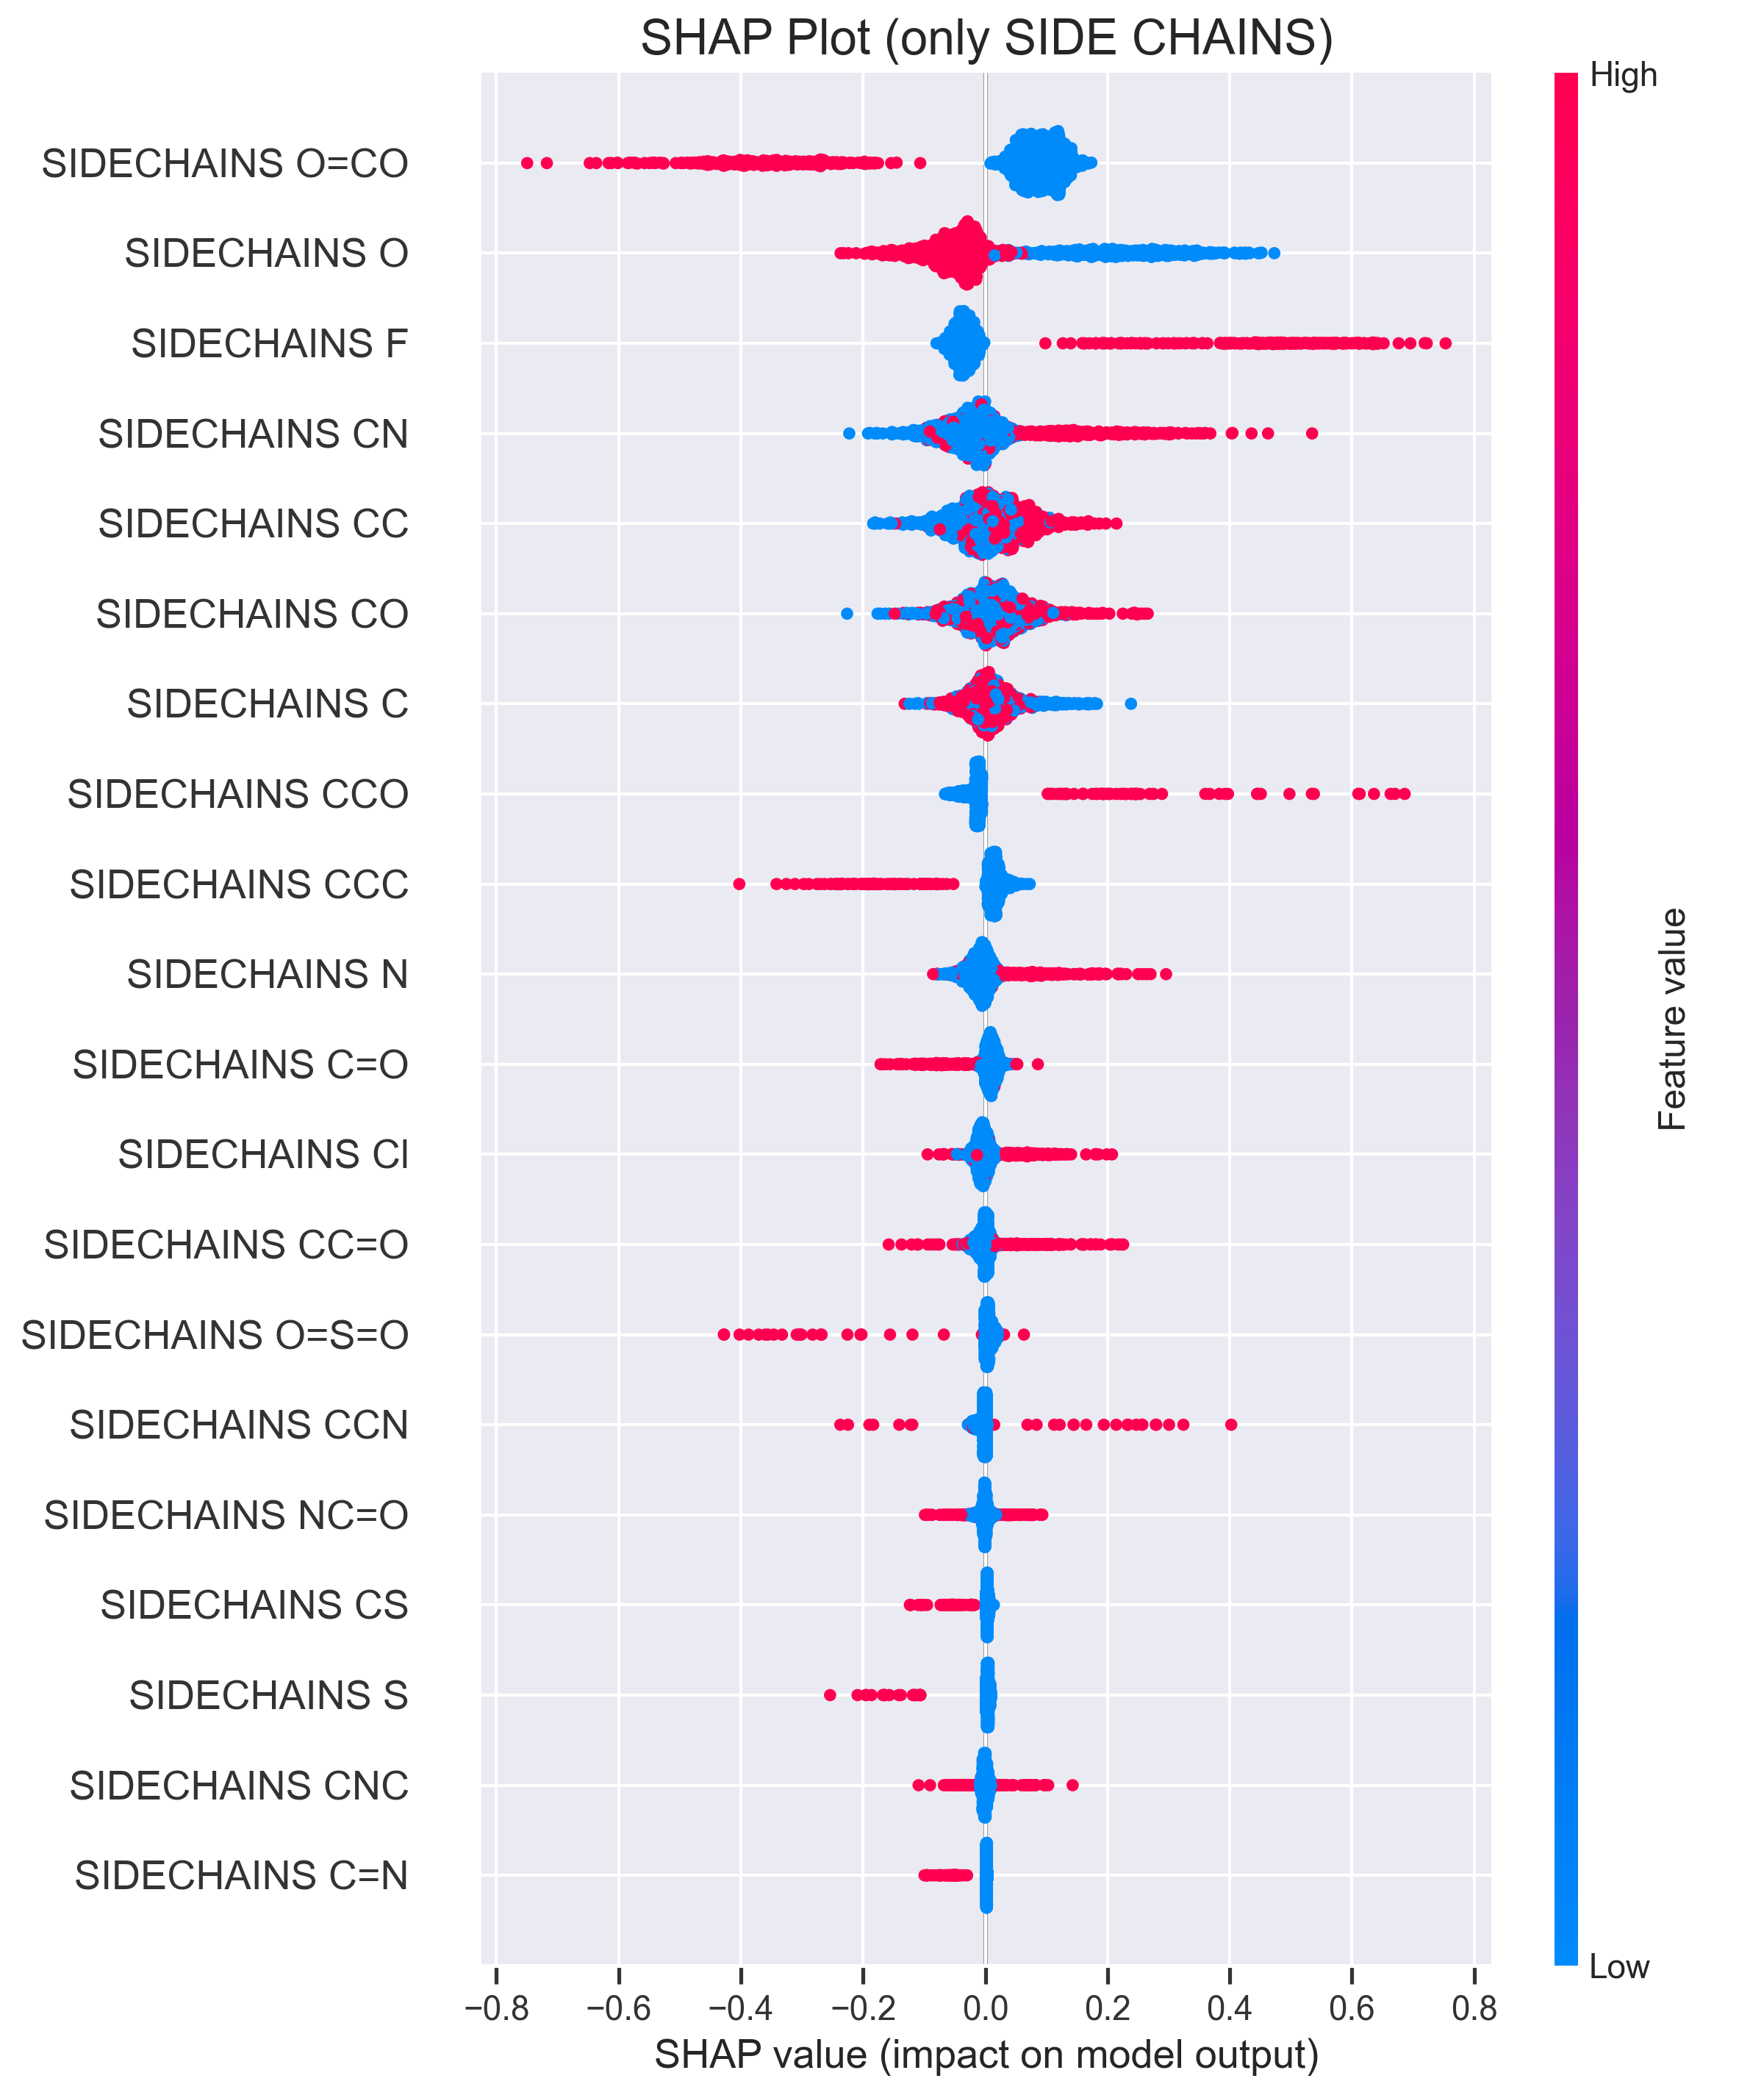 SHAP Plot (only SIDE CHAINS)
High
SIDECHAINS O=CO
SIDECHAINS O
SIDECHAINS F
SIDECHAINS CN
SIDECHAINS CC
SIDECHAINS CO
SIDECHAINS C
SIDECHAINS CCO
SIDECHAINS CCC
SIDECHAINS N
SIDECHAINS C=O
SIDECHAINS Cl
SIDECHAINS CC=O
SIDECHAINS O=S=O
SIDECHAINS CCN
SIDECHAINS NC=O
SIDECHAINS CS
SIDECHAINS S
SIDECHAINS CNC
SIDECHAINS C=N
Feature value
Low
−0.8 −0.6 −0.4 −0.2 0.0 0.2 0.4 0.6 0.8
SHAP value (impact on model output)